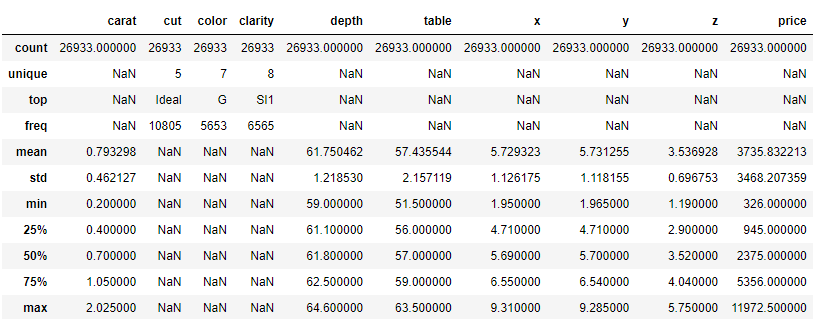 carat cut color clarity depth table x y z price
count 26933.000000 26933 26933 26933 26933.000000 26933.000000 26933.000000 26933.000000 26933.000000 26933.000000
unique NaN 5 7 8 NaN NaN NaN NaN NaN NaN
top NaN Ideal G SI1 NaN NaN NaN NaN NaN NaN
freq NaN 10805 5653 6565 NaN NaN NaN NaN NaN NaN
mean 0.793298 NaN NaN NaN 61.750462 57.435544 5.729323 5.731255 3.536928 3735.832213
std 0.462127 NaN NaN NaN 1.218530 2.157119 1.126175 1.118155 0.696753 3468.207359
min 0.200000 NaN NaN NaN 59.000000 51.500000 1.950000 1.965000 1.190000 326.000000
25% 0.400000 NaN NaN NaN 61.100000 56.000000 4.710000 4.710000 2.900000 945.000000
50% 0.700000 NaN NaN NaN 61.800000 57.000000 5.690000 5.700000 3.520000 2375.000000
75% 1.050000 NaN NaN NaN 62.500000 59.000000 6.550000 6.540000 4.040000 5356.000000
max 2.025000 NaN NaN NaN 64.600000 63.500000 9.310000 9.285000 5.750000 11972.500000